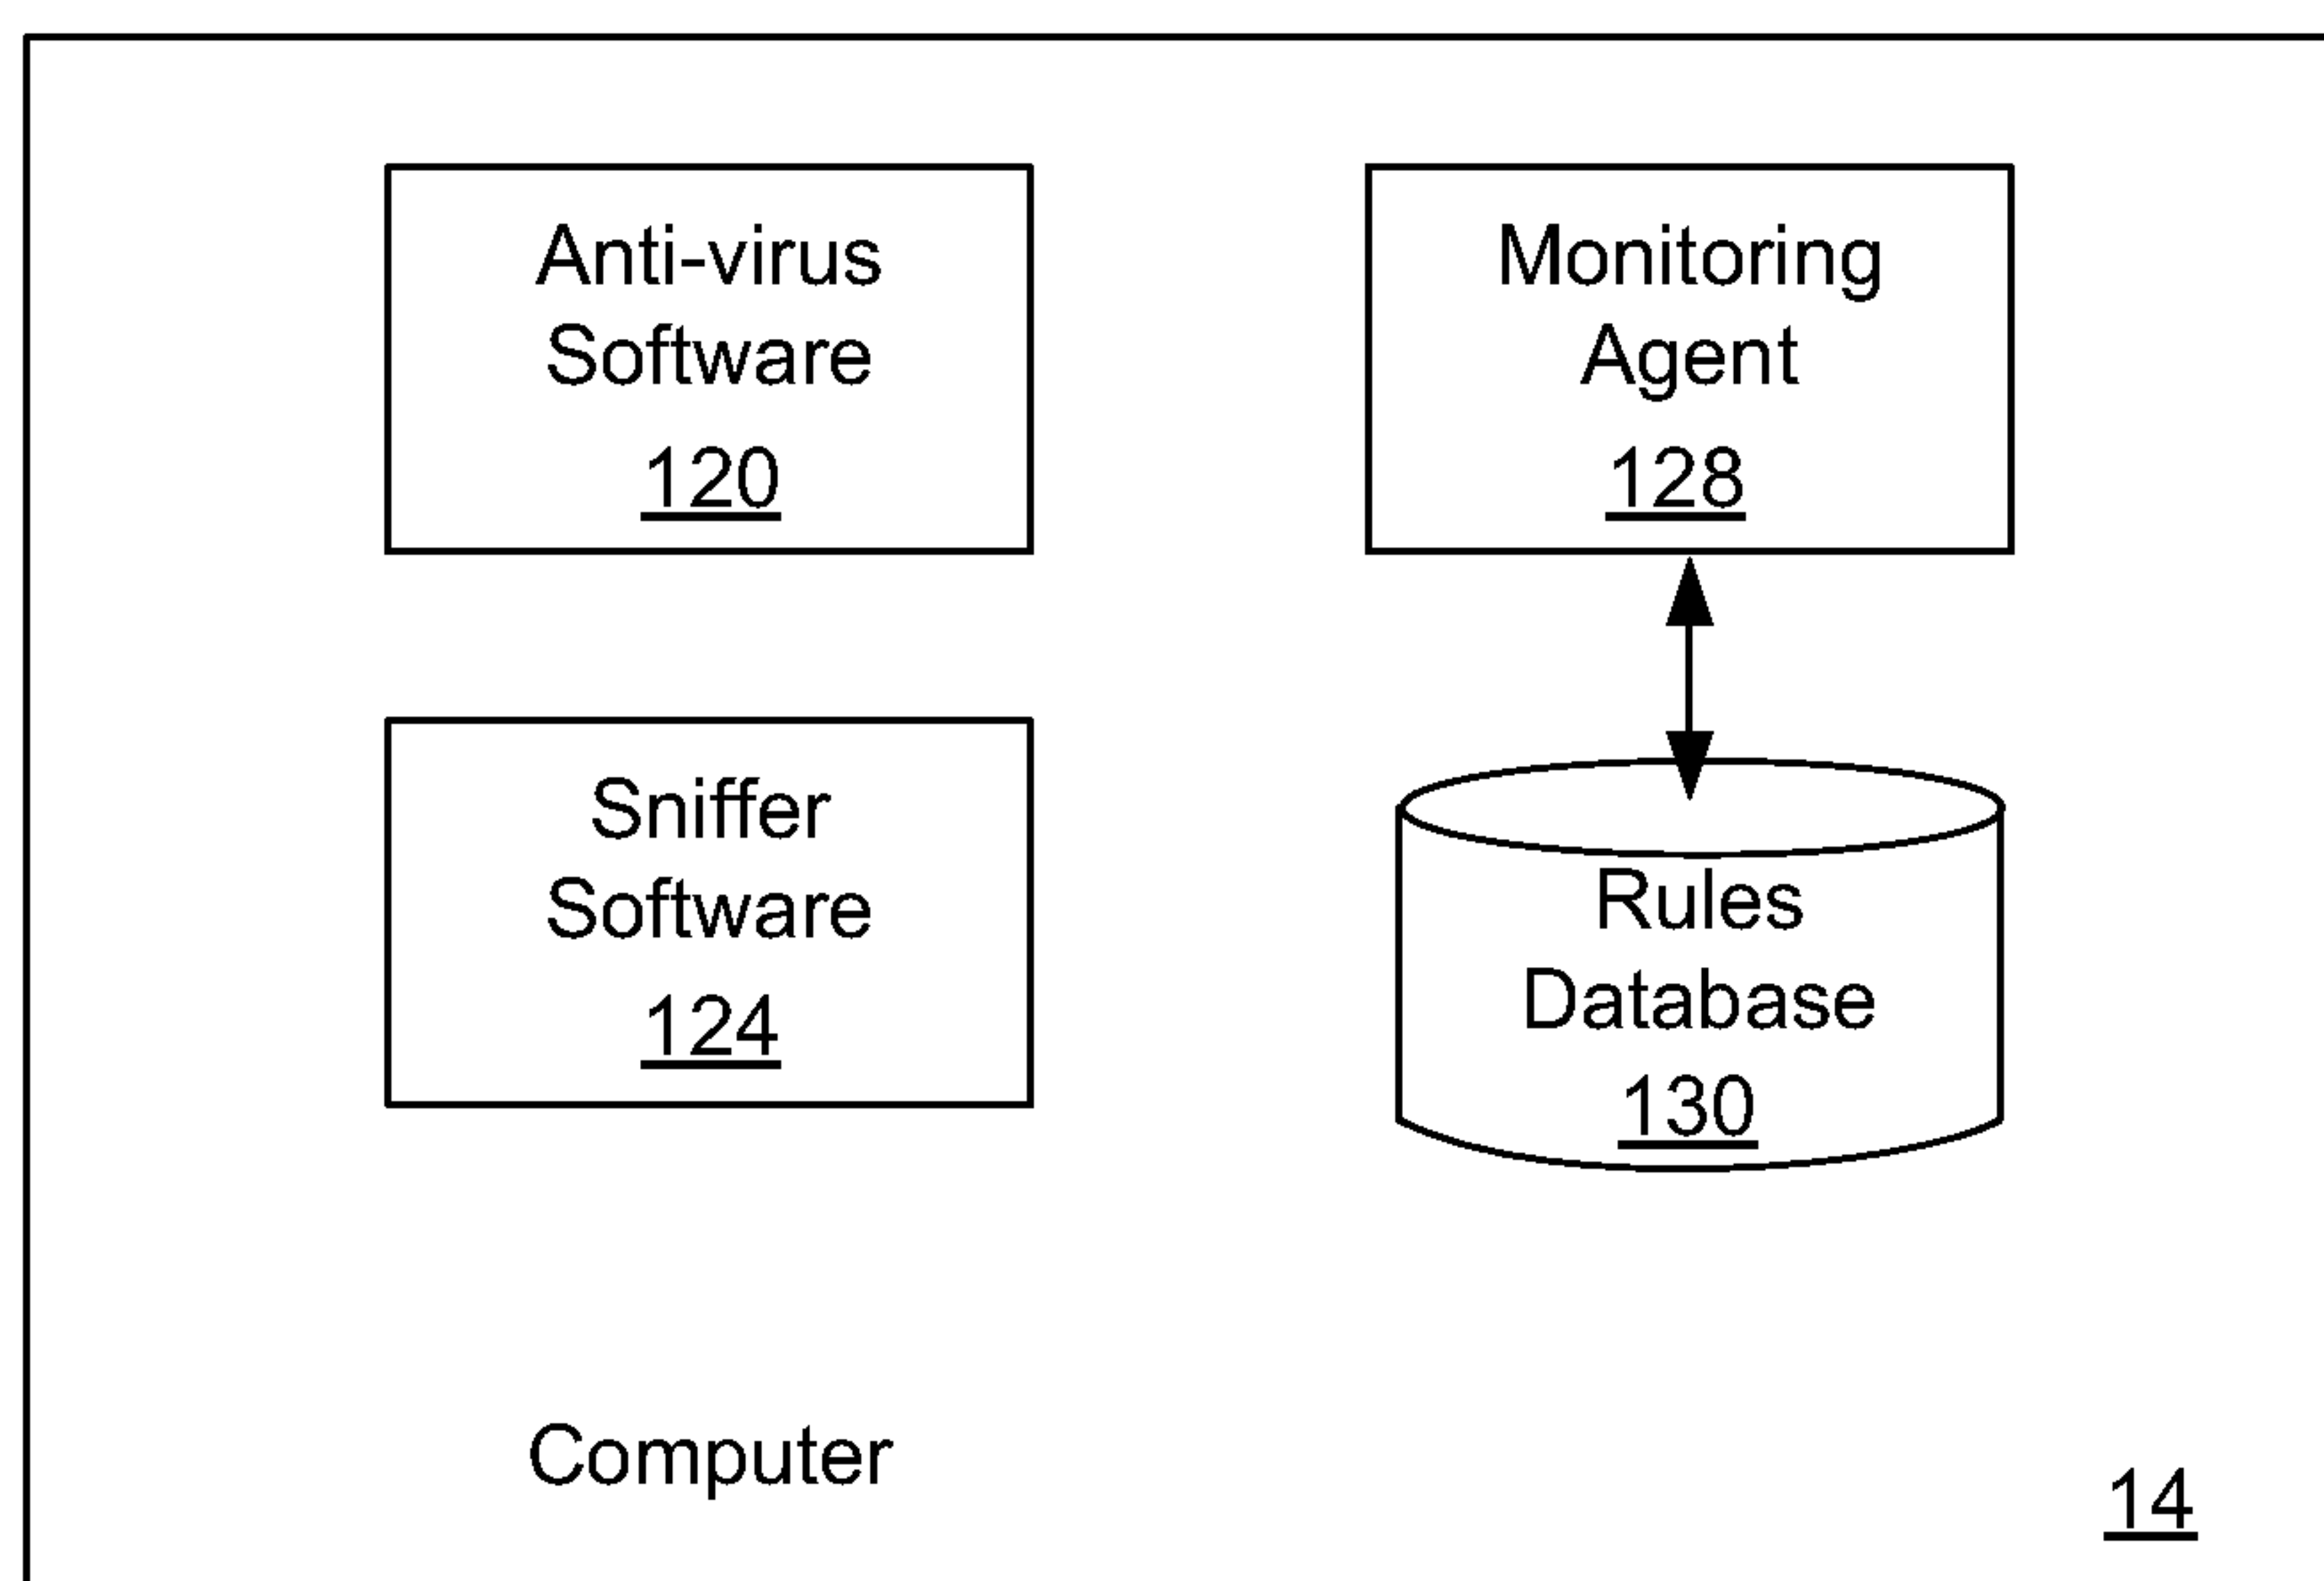 Anti-virus
Software
120
Monitoring
Agent
128
Sniffer
Software
124
Rules
Database
130
Computer
14